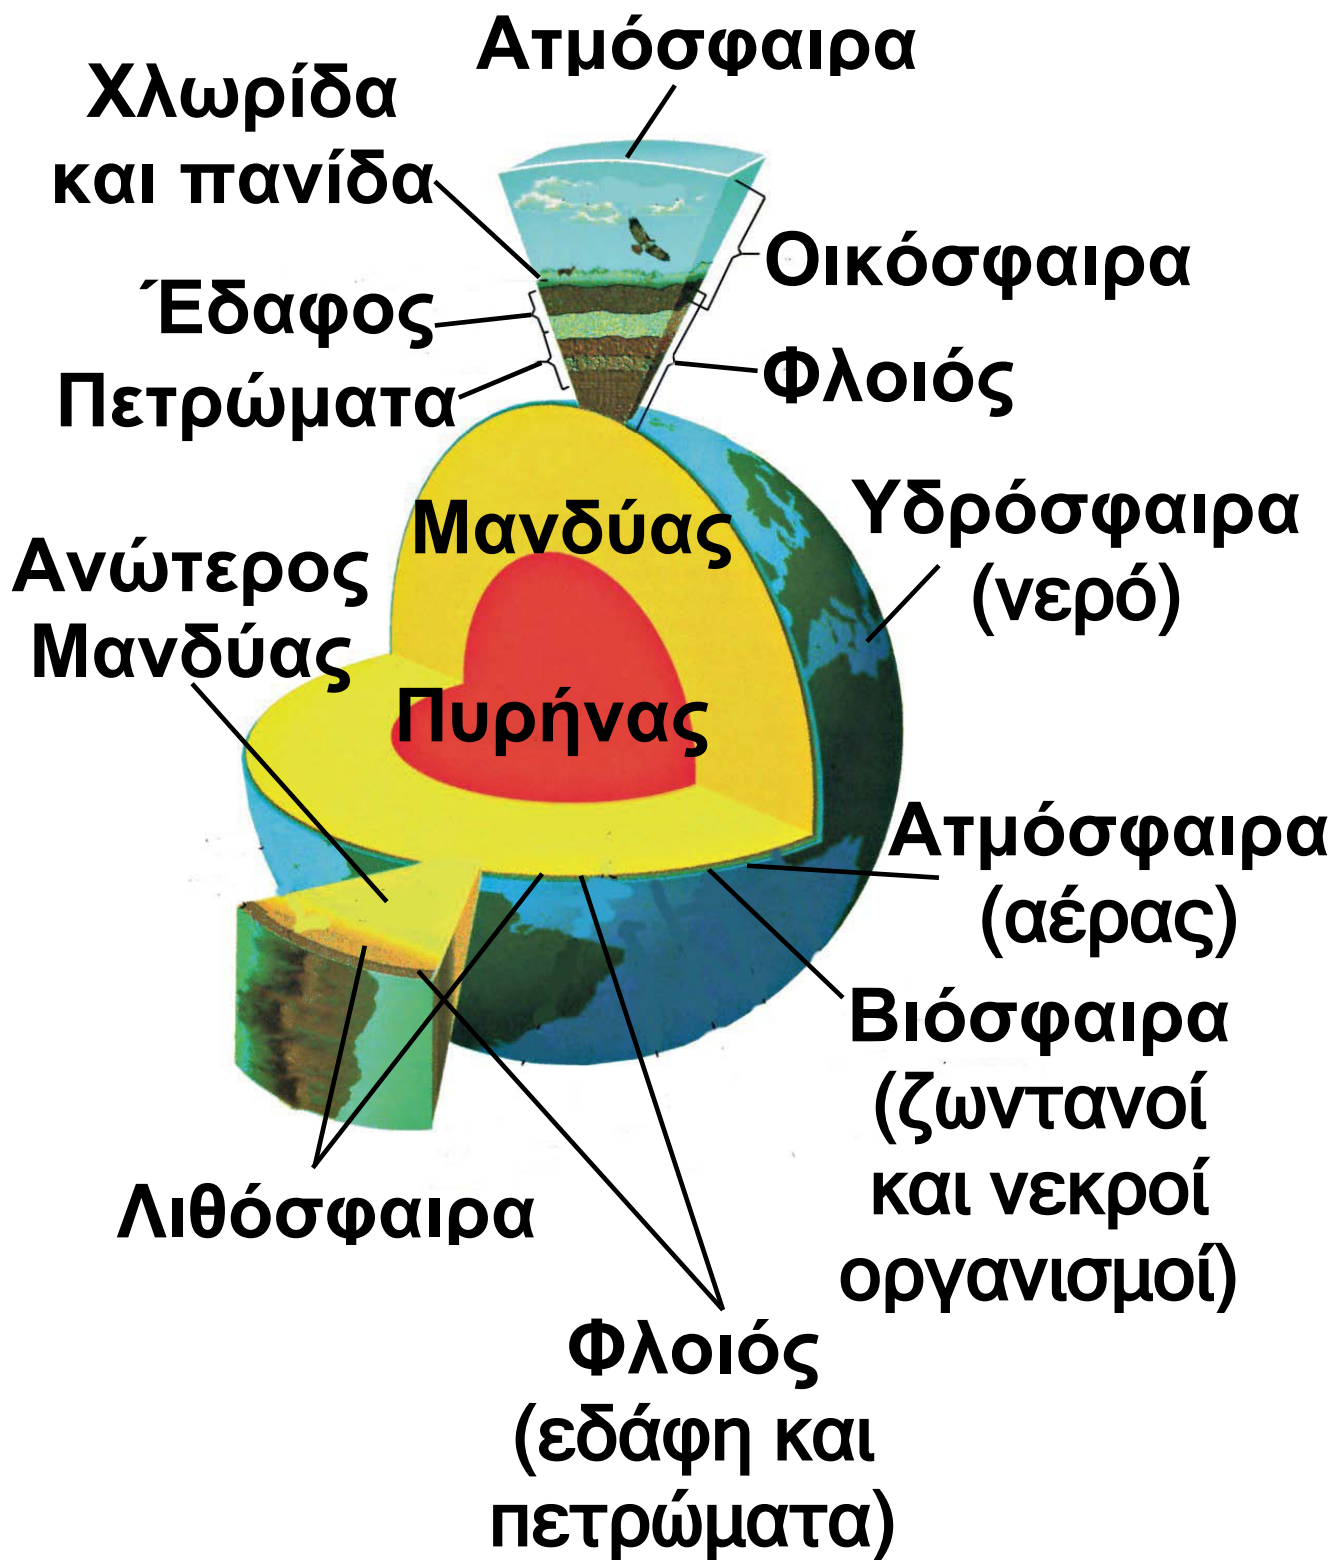 Ατμόσφαιρα
Χλωρίδα
και πανίδα
Οικόσφαιρα
Έδαφος
Πετρώματα
Φλοιός
Μανδύας
Υδρόσφαιρα
(νερό)
Ανώτερος
Μανδύας
Πυρήνας
Ατμόσφαιρα
(αέρας)
Βιόσφαιρα
(ζωντανοί
και νεκροί
οργανισμοί)
Λιθόσφαιρα
Φλοιός
(εδάφη και
πετρώματα)